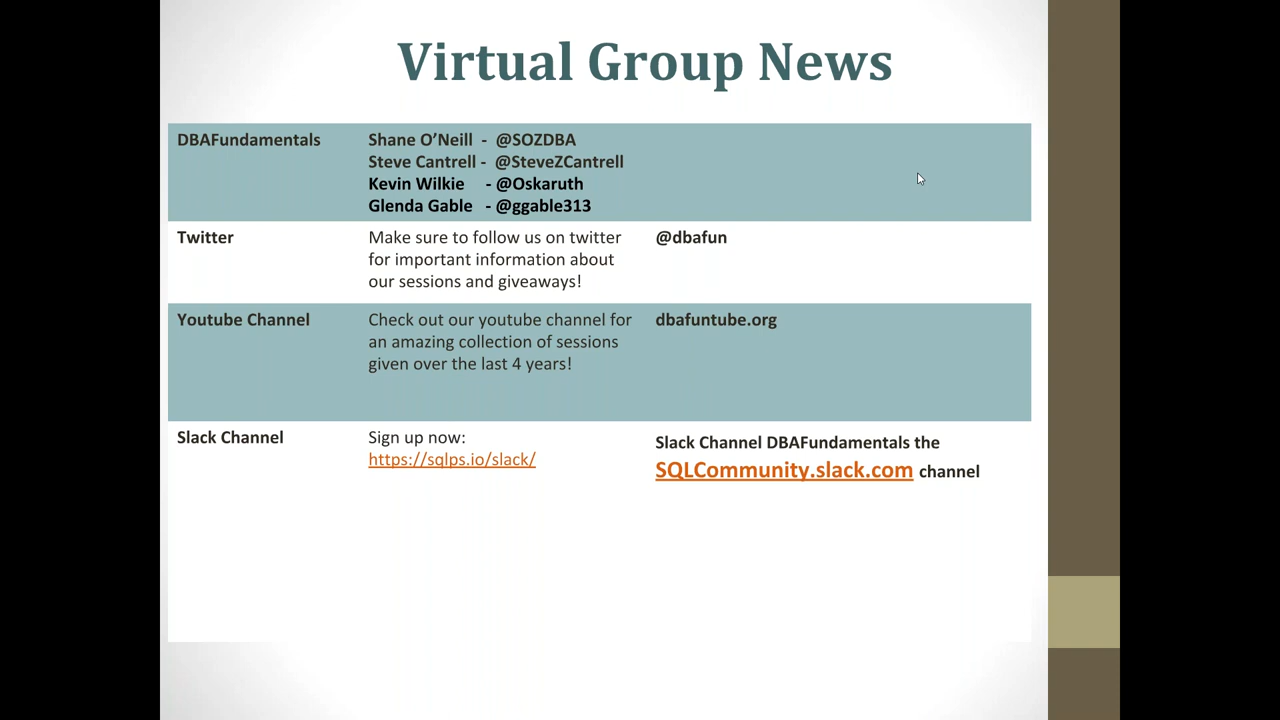 Virtual Group News
DBAFundamentals
Shane O’Neill - @SOZDBA
Steve Cantrell - @SteveZCantrell
Kevin Wilkie - @Oskaruth
Glenda Gable - @ggable313
Twitter
Make sure to follow us on twitter
for important information about
our sessions and giveaways!
@dbafun
Youtube Channel
Check out our youtube channel for
an amazing collection of sessions
given over the last 4 years!
dbafuntube.org
Slack Channel
Sign up now:
https://sqlps.io/slack/
Slack Channel DBAFundamentals the
SQLCommunity.slack.com channel